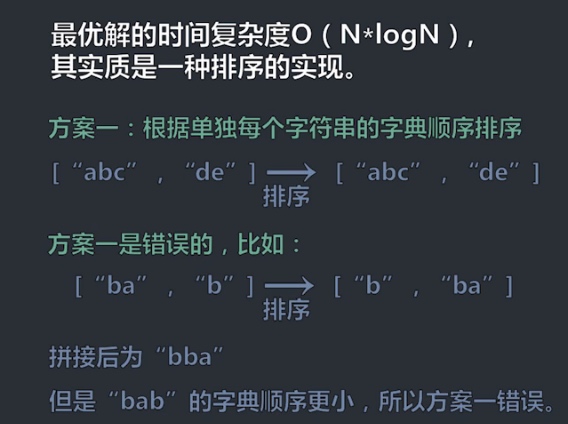 最优解的时间复杂度O（N*logN），
其实质是一种排序的实现。
方案一：根据单独每个字符串的字典顺序排序
[“abc”，“de”] → [“abc”，“de”]
排序
方案一是错误的，比如：
[“ba”，“b”] → [“b”，“ba”]
排序
拼接后为“bba”
但是“bab”的字典顺序更小，所以方案一错误。